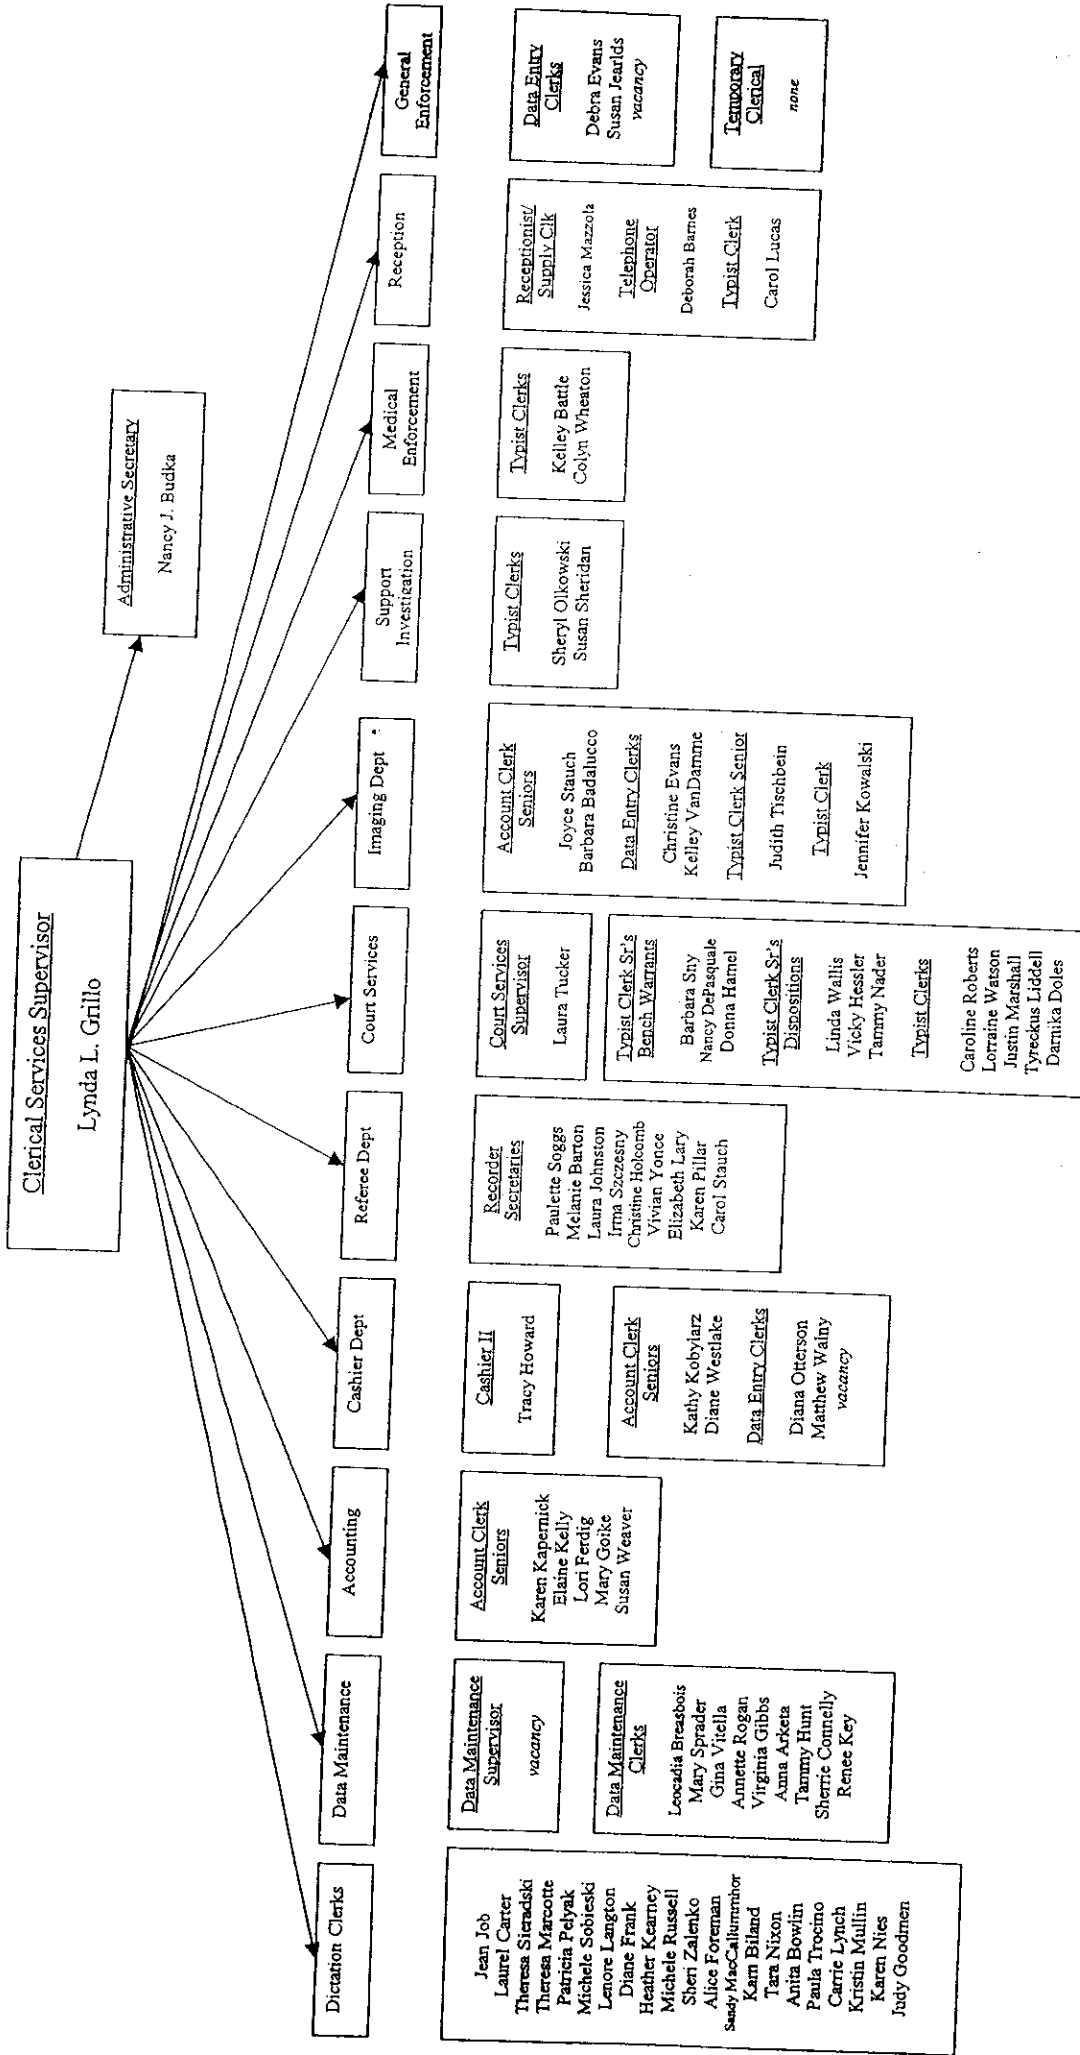 Clerical Services Supervisor
Lynda L. Grillo
Administrative Secretary
Nancy J. Budka
Dictation Clerks
Jean Job
Laurel Carter
Theresa Sieradski
Theresa Marcotte
Patricia Pelyak
Michele Sobieski
Lenore Langton
Diane Frank
Heather Kearney
Michele Russell
Sheri Zalenko
Alice Foreman
Sandy MacCallummhor
Kam Biland
Tara Nixon
Anita Bowlin
Paula Trocino
Carrie Lynch
Kristin Mullin
Karen Nies
Judy Goodmen
Data Maintenance
Data Maintenance
Supervisor
vacancy
Data Maintenance
Clerks
Leocadia Breasbois
Mary Sprader
Gina Vitella
Annette Rogan
Virginia Gibbs
Anna Arketa
Tammy Hunt
Sherrie Connelly
Renee Key
Accounting
Account Clerk
Seniors
Karen Kapernick
Elaine Kelly
Lori Ferdig
Mary Goike
Susan Weaver
Cashier Dept
Cashier II
Tracy Howard
Account Clerk
Seniors
Kathy Kobylarz
Diane Westlake
Data Entry Clerks
Diana Otterson
Matthew Walny
vacancy
Referee Dept
Recorder
Secretaries
Paulette Soggs
Melanie Barton
Laura Johnston
Irma Szczesny
Christine Holcomb
Vivian Yonce
Elizabeth Lary
Karen Pillar
Carol Stauch
Court Services
Court Services
Supervisor
Laura Tucker
Typist Clerk Sr's
Bench Warrants
Barbara Sny
Nancy DePasquale
Donna Hamel
Typist Clerk Sr's
Dispositions
Linda Wallis
Vicky Hessler
Tammy Nader
Typist Clerks
Caroline Roberts
Lorraine Watson
Justin Marshall
Tyreckus Liddell
Darnika Doles
Imaging Dept
Account Clerk
Seniors
Joyce Stauch
Barbara Badalucco
Data Entry Clerks
Christine Evans
Kelley VanDamme
Typist Clerk Senior
Judith Tischbein
Typist Clerk
Jennifer Kowalski
Support
Investigation
Typist Clerks
Sheryl Olkowski
Susan Sheridan
Medical
Enforcement
Typist Clerks
Kelley Battle
Colyn Wheaton
Reception
Receptionist/
Supply Clk
Jessica Mazzola
Telephone
Operator
Deborah Barnes
Typist Clerk
Carol Lucas
General
Enforcement
Data Entry
Clerks
Debra Evans
Susan Jearlds
vacancy
Temporary
Clerical
none